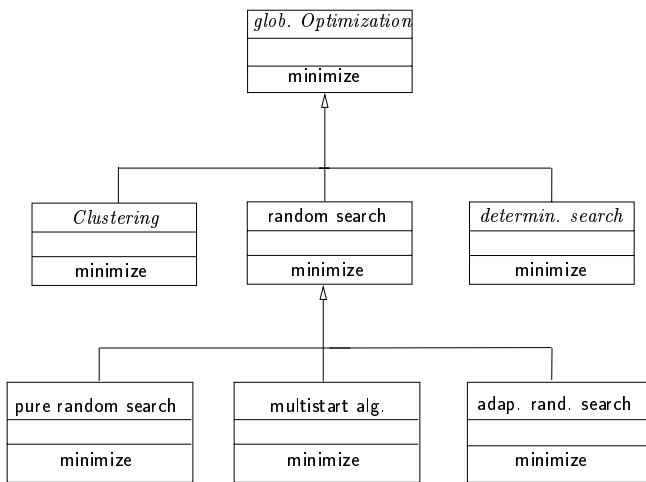 glob. Optimization
minimize
Clustering
random search
determin. search
minimize
minimize
minimize
pure random search
multistart alg.
adap. rand. search
minimize
minimize
minimize